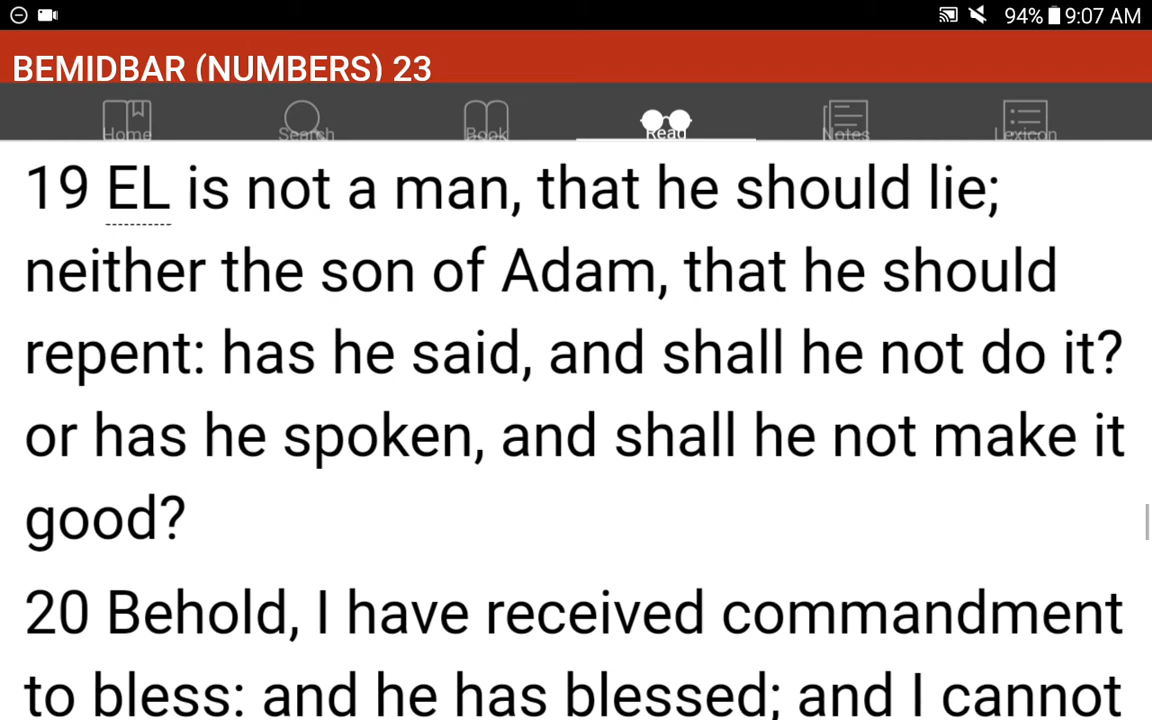 94% 9:07 AM
BEMIDBAR (NUMBERS) 23
Home Search Book Read Notes Lexicon
19 EL is not a man, that he should lie;
neither the son of Adam, that he should
repent: has he said, and shall he not do it?
or has he spoken, and shall he not make it
good?
20 Behold, I have received commandment
to bless: and he has blessed; and I cannot